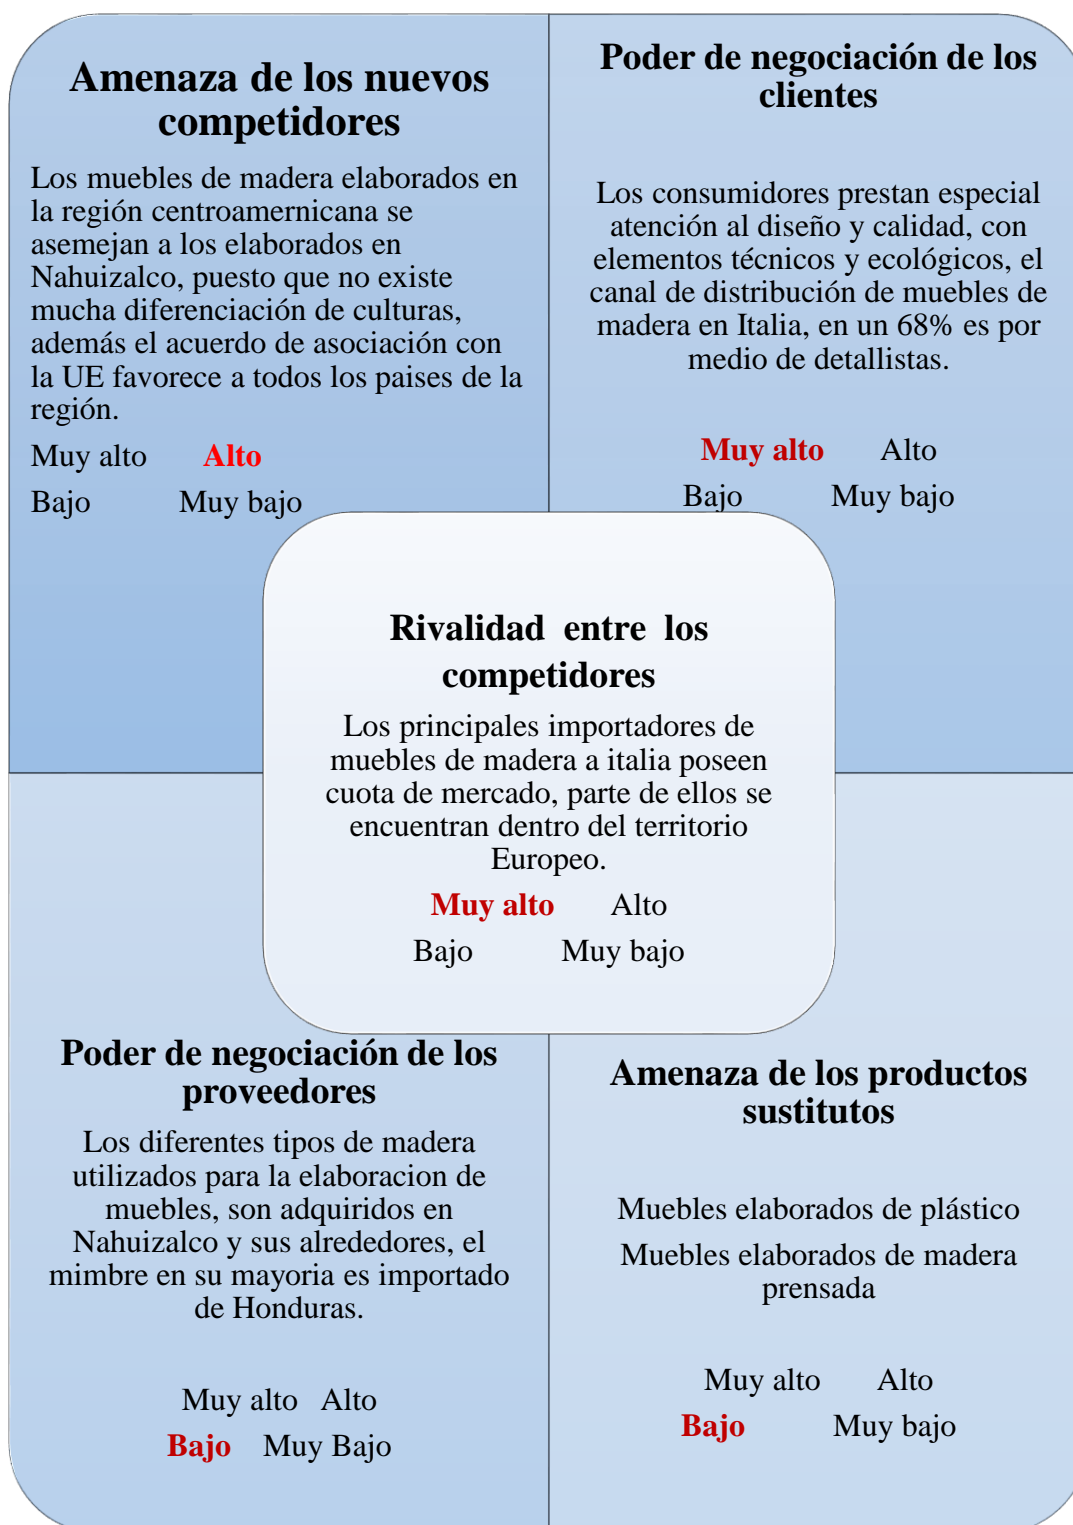 Amenaza de los nuevos
competidores
Los muebles de madera elaborados en
la región centroamernicana se
asemejan a los elaborados en
Nahuizalco, puesto que no existe
mucha diferenciación de culturas,
además el acuerdo de asociación con
la UE favorece a todos los paises de la
región.
Muy alto Alto
Bajo Muy bajo
Poder de negociación de los
clientes
Los consumidores prestan especial
atención al diseño y calidad, con
elementos técnicos y ecológicos, el
canal de distribución de muebles de
madera en Italia, en un 68% es por
medio de detallistas.
Muy alto Alto
Bajo Muy bajo
Rivalidad entre los
competidores
Los principales importadores de
muebles de madera a italia poseen
cuota de mercado, parte de ellos se
encuentran dentro del territorio
Europeo.
Muy alto Alto
Bajo Muy bajo
Poder de negociación de los
proveedores
Los diferentes tipos de madera
utilizados para la elaboracion de
muebles, son adquiridos en
Nahuizalco y sus alrededores, el
mimbre en su mayoria es importado
de Honduras.
Muy alto Alto
Bajo Muy Bajo
Amenaza de los productos
sustitutos
Muebles elaborados de plástico
Muebles elaborados de madera
prensada
Muy alto Alto
Bajo Muy bajo